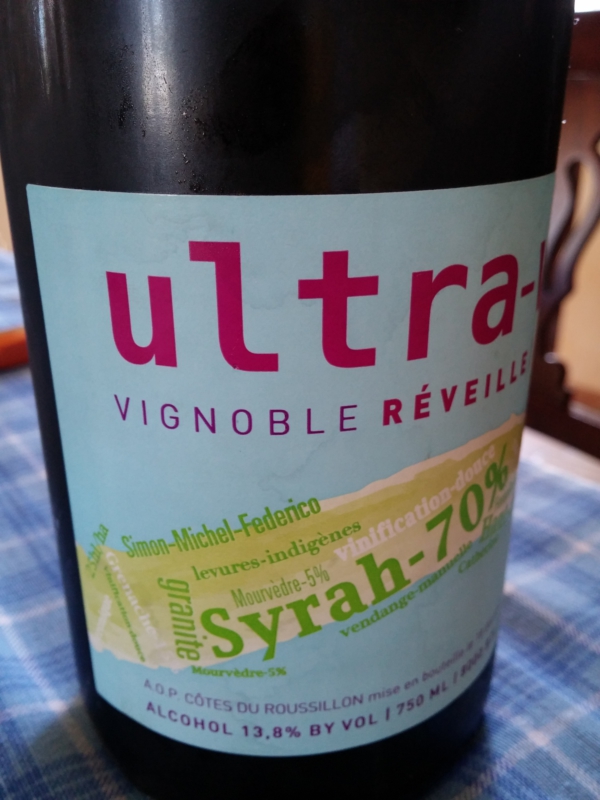 ultra-
VIGNOBLE RÉVEILLE
Simon-Michel-Federico
levures-indigènes
vinification-douce
Mourvèdre-5%
Syrah-70%
granite
Grenache
vendange-manuelle
Mourvèdre-5%
A.O.P. CÔTES DU ROUSSILLON mise en bouteille
ALCOHOL 13,8% BY VOL | 750 ML |